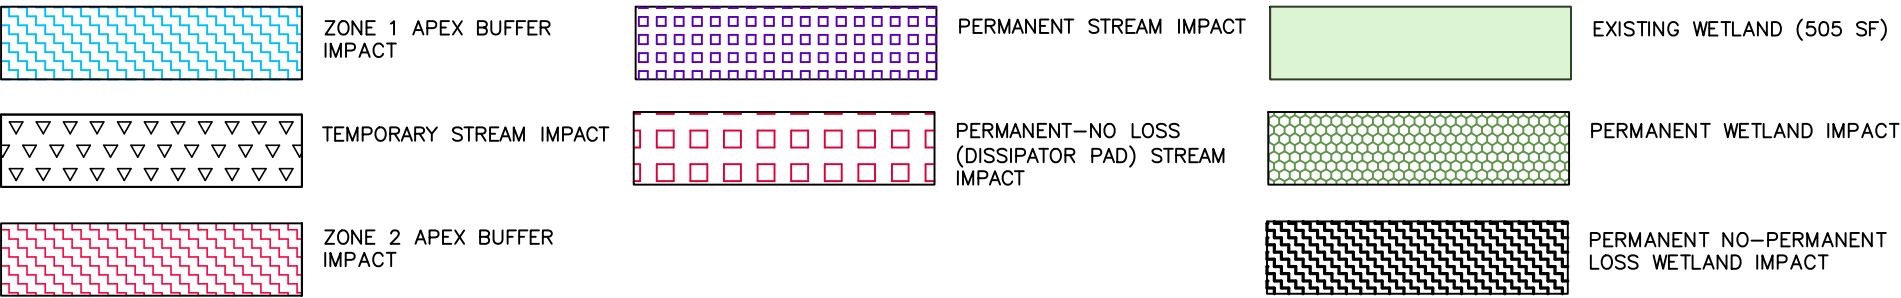 ZONE 1 APEX BUFFER
IMPACT
TEMPORARY STREAM IMPACT
ZONE 2 APEX BUFFER
IMPACT
PERMANENT STREAM IMPACT
PERMANENT-NO LOSS
(DISSIPATOR PAD) STREAM
IMPACT
EXISTING WETLAND (505 SF)
PERMANENT WETLAND IMPACT
PERMANENT NO-PERMANENT
LOSS WETLAND IMPACT